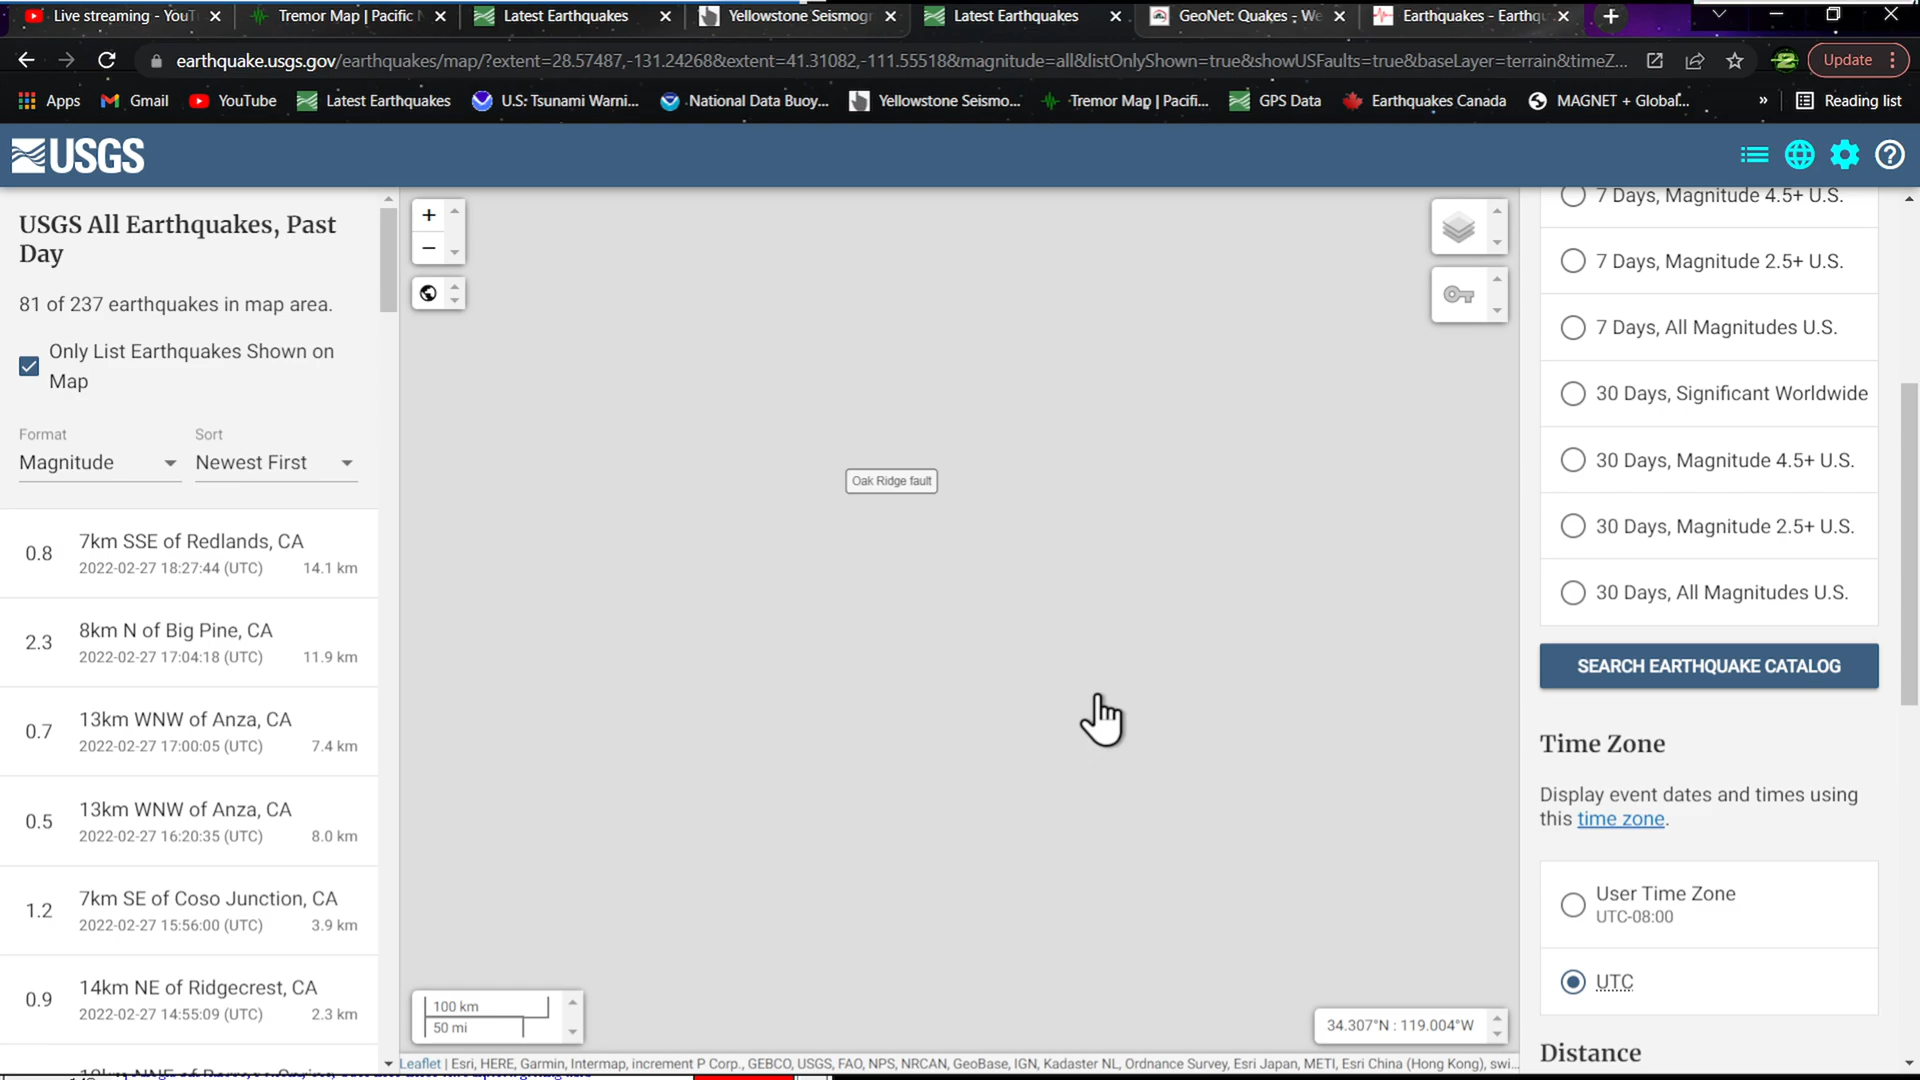 Live streaming - YouT
Tremor Map | Pacific N
Latest Earthquakes
Yellowstone Seismogr
Latest Earthquakes
GeoNet: Quakes - We
Earthquakes - Earthqu
earthquake.usgs.gov/earthquakes/map/?extent=28.57487,-131.24268&extent=41.31082,-111.55518&magnitude=all&listOnlyShown=true&showUSFaults=true&baseLayer=terrain&timeZ...
Update
Apps
Gmail
YouTube
Latest Earthquakes
U.S: Tsunami Warni...
National Data Buoy...
Yellowstone Seismo...
Tremor Map | Pacifi...
GPS Data
Earthquakes Canada
MAGNET + Global...
»
Reading list
USGS
USGS All Earthquakes, Past
Day
81 of 237 earthquakes in map area.
Only List Earthquakes Shown on
Map
Format
Magnitude
Sort
Newest First
0.8
7km SSE of Redlands, CA
2022-02-27 18:27:44 (UTC) 14.1 km
2.3
8km N of Big Pine, CA
2022-02-27 17:04:18 (UTC) 11.9 km
0.7
13km WNW of Anza, CA
2022-02-27 17:00:05 (UTC) 7.4 km
0.5
13km WNW of Anza, CA
2022-02-27 16:20:35 (UTC) 8.0 km
1.2
7km SE of Coso Junction, CA
2022-02-27 15:56:00 (UTC) 3.9 km
0.9
14km NE of Ridgecrest, CA
2022-02-27 14:55:09 (UTC) 2.3 km
+
−
Oak Ridge fault
100 km
50 mi
34.307°N : 119.004°W
Leaflet | Esri, HERE, Garmin, Intermap, increment P Corp., GEBCO, USGS, FAO, NPS, NRCAN, GeoBase, IGN, Kadaster NL, Ordnance Survey, Esri Japan, METI, Esri China (Hong Kong), swi...
7 Days, Magnitude 4.5+ U.S.
7 Days, Magnitude 2.5+ U.S.
7 Days, All Magnitudes U.S.
30 Days, Significant Worldwide
30 Days, Magnitude 4.5+ U.S.
30 Days, Magnitude 2.5+ U.S.
30 Days, All Magnitudes U.S.
SEARCH EARTHQUAKE CATALOG
Time Zone
Display event dates and times using
this time zone.
User Time Zone
UTC-08:00
UTC
Distance